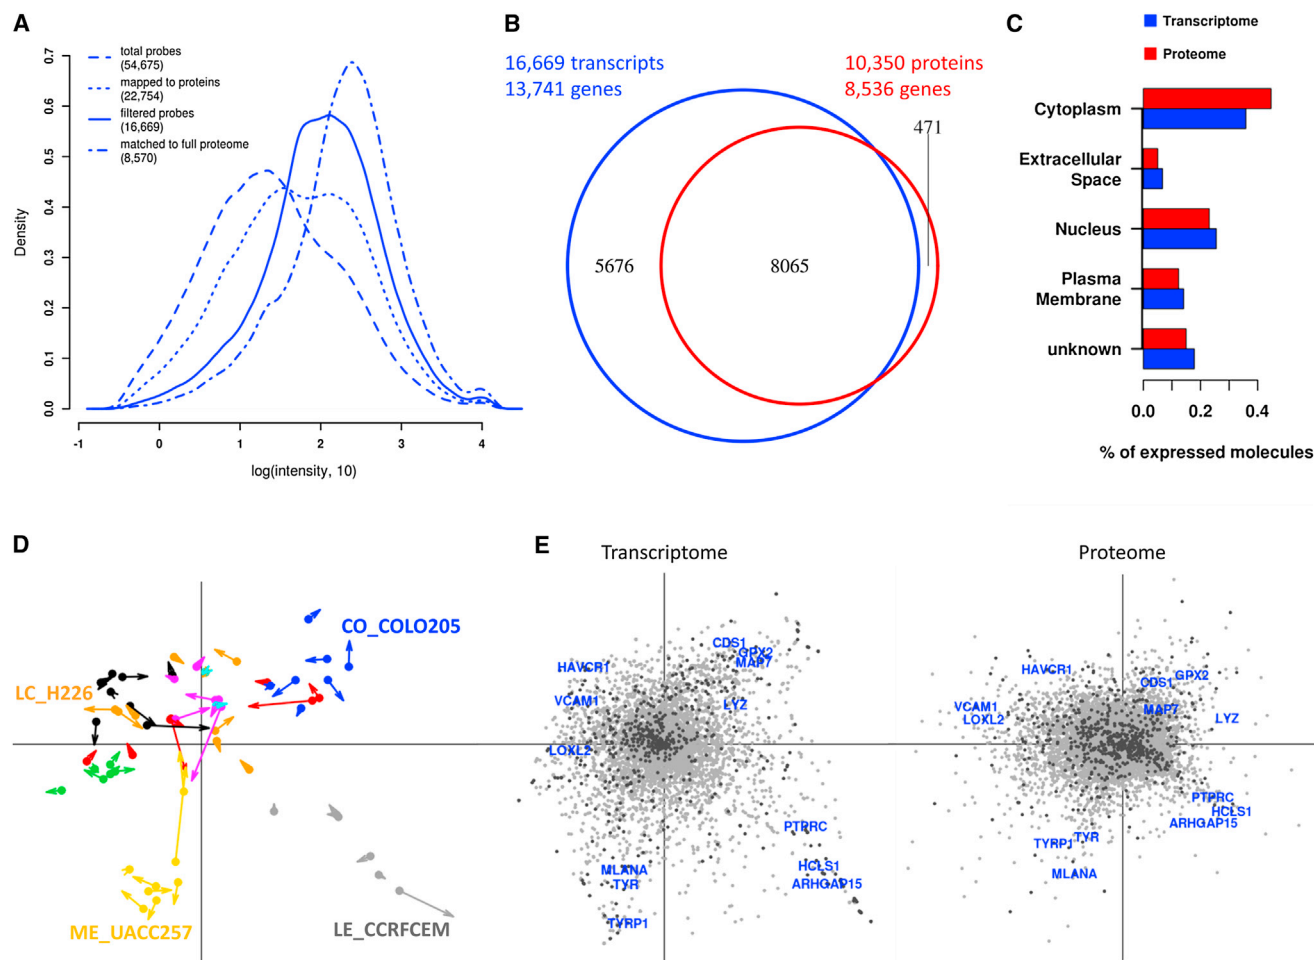 A
total probes
(54,675)
mapped to proteins
(22,754)
filtered probes
(16,669)
matched to full proteome
(8,570)
Density
0.7
0.6
0.5
0.4
0.3
0.2
0.1
0.0
-1 0 1 2 3 4
log(intensity, 10)
B
16,669 transcripts
13,741 genes
10,350 proteins
8,536 genes
471
5676
8065
C
Transcriptome
Proteome
Cytoplasm
Extracellular
Space
Nucleus
Plasma
Membrane
unknown
0.0 0.2 0.4
% of expressed molecules
D
CO_COLO205
LC_H226
ME_UACC257
LE_CCRFCEM
E
Transcriptome
CDS1
GPX2
MAP7
HAVCR1
VCAM1
LYZ
LOXL2
PTPRC
HCLS1
MLANA
TYR
ARHGAP15
TYRP1
Proteome
HAVCR1
GPX2
CDS1
VCAM1
MAP7
LOXL2
LYZ
PTPRC
HCLS1
ARHGAP15
TYR
TYRP1
MLANA